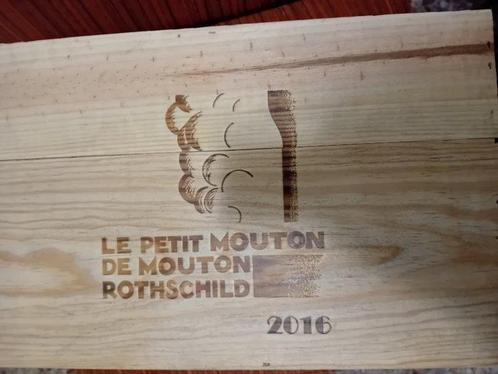 LE PETIT MOUTON
DE MOUTON
ROTHSCHILD
2016